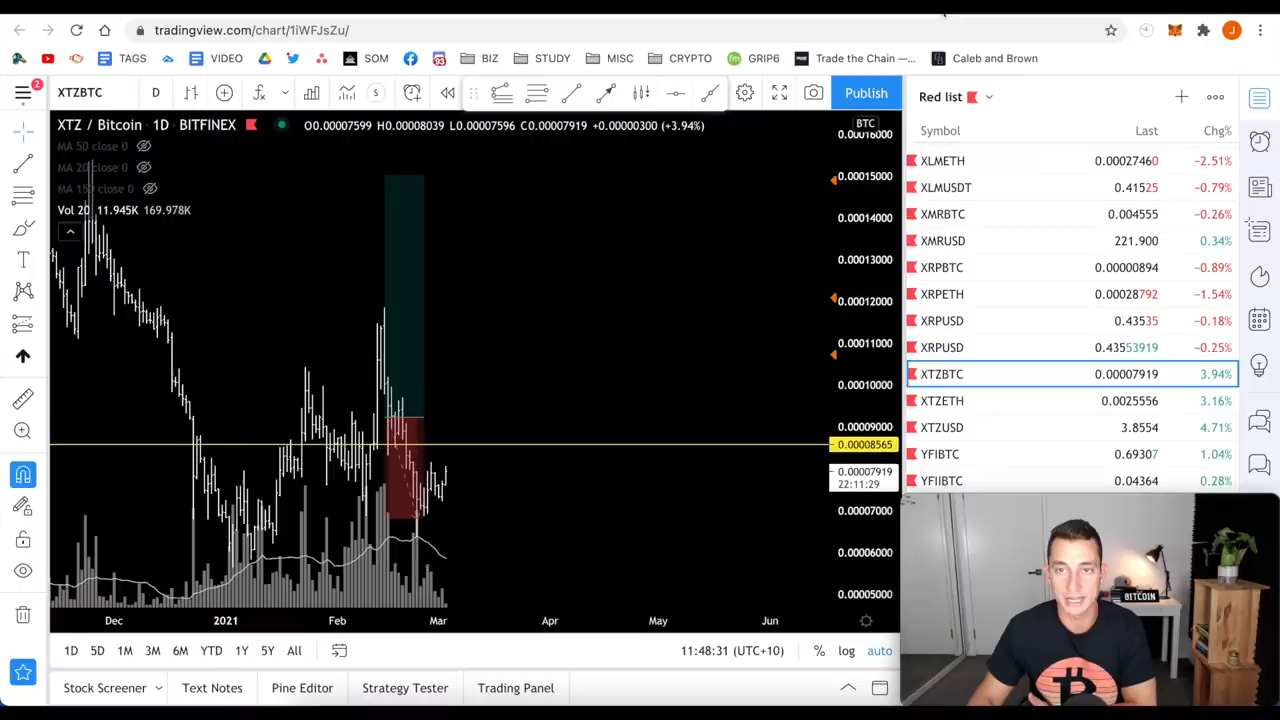 tradingview.com/chart/1iWFJsZu/
J
TAGS VIDEO SOM 93 BIZ STUDY MISC CRYPTO GRIP6 Trade the Chain —... Caleb and Brown
2 XTZBTC D S Publish Red list
XTZ / Bitcoin · 1D · BITFINEX O0.00007599 H0.00008039 L0.00007596 C0.00007919 +0.00000300 (+3.94%) BTC
MA 50 close 0
MA 20 close 0
MA 150 close 0
Vol 20 11.945K 169.978K
0.00016000
0.00015000
0.00014000
0.00013000
0.00012000
0.00011000
0.00010000
0.00009000
0.00008565
0.00007919
22:11:29
0.00007000
0.00006000
0.00005000
Dec 2021 Feb Mar Apr May Jun
1D 5D 1M 3M 6M YTD 1Y 5Y All 11:48:31 (UTC+10) % log auto
Stock Screener Text Notes Pine Editor Strategy Tester Trading Panel
Symbol Last Chg%
XLMETH 0.00027460 −2.51%
XLMUSDT 0.41525 −0.79%
XMRBTC 0.004555 −0.26%
XMRUSD 221.900 0.34%
XRPBTC 0.00000894 −0.89%
XRPETH 0.00028792 −1.54%
XRPUSD 0.43535 −0.18%
XRPUSD 0.43553919 −0.25%
XTZBTC 0.00007919 3.94%
XTZETH 0.0025556 3.16%
XTZUSD 3.8554 4.71%
YFIBTC 0.69307 1.04%
YFIIBTC 0.04364 0.28%
BITCOIN